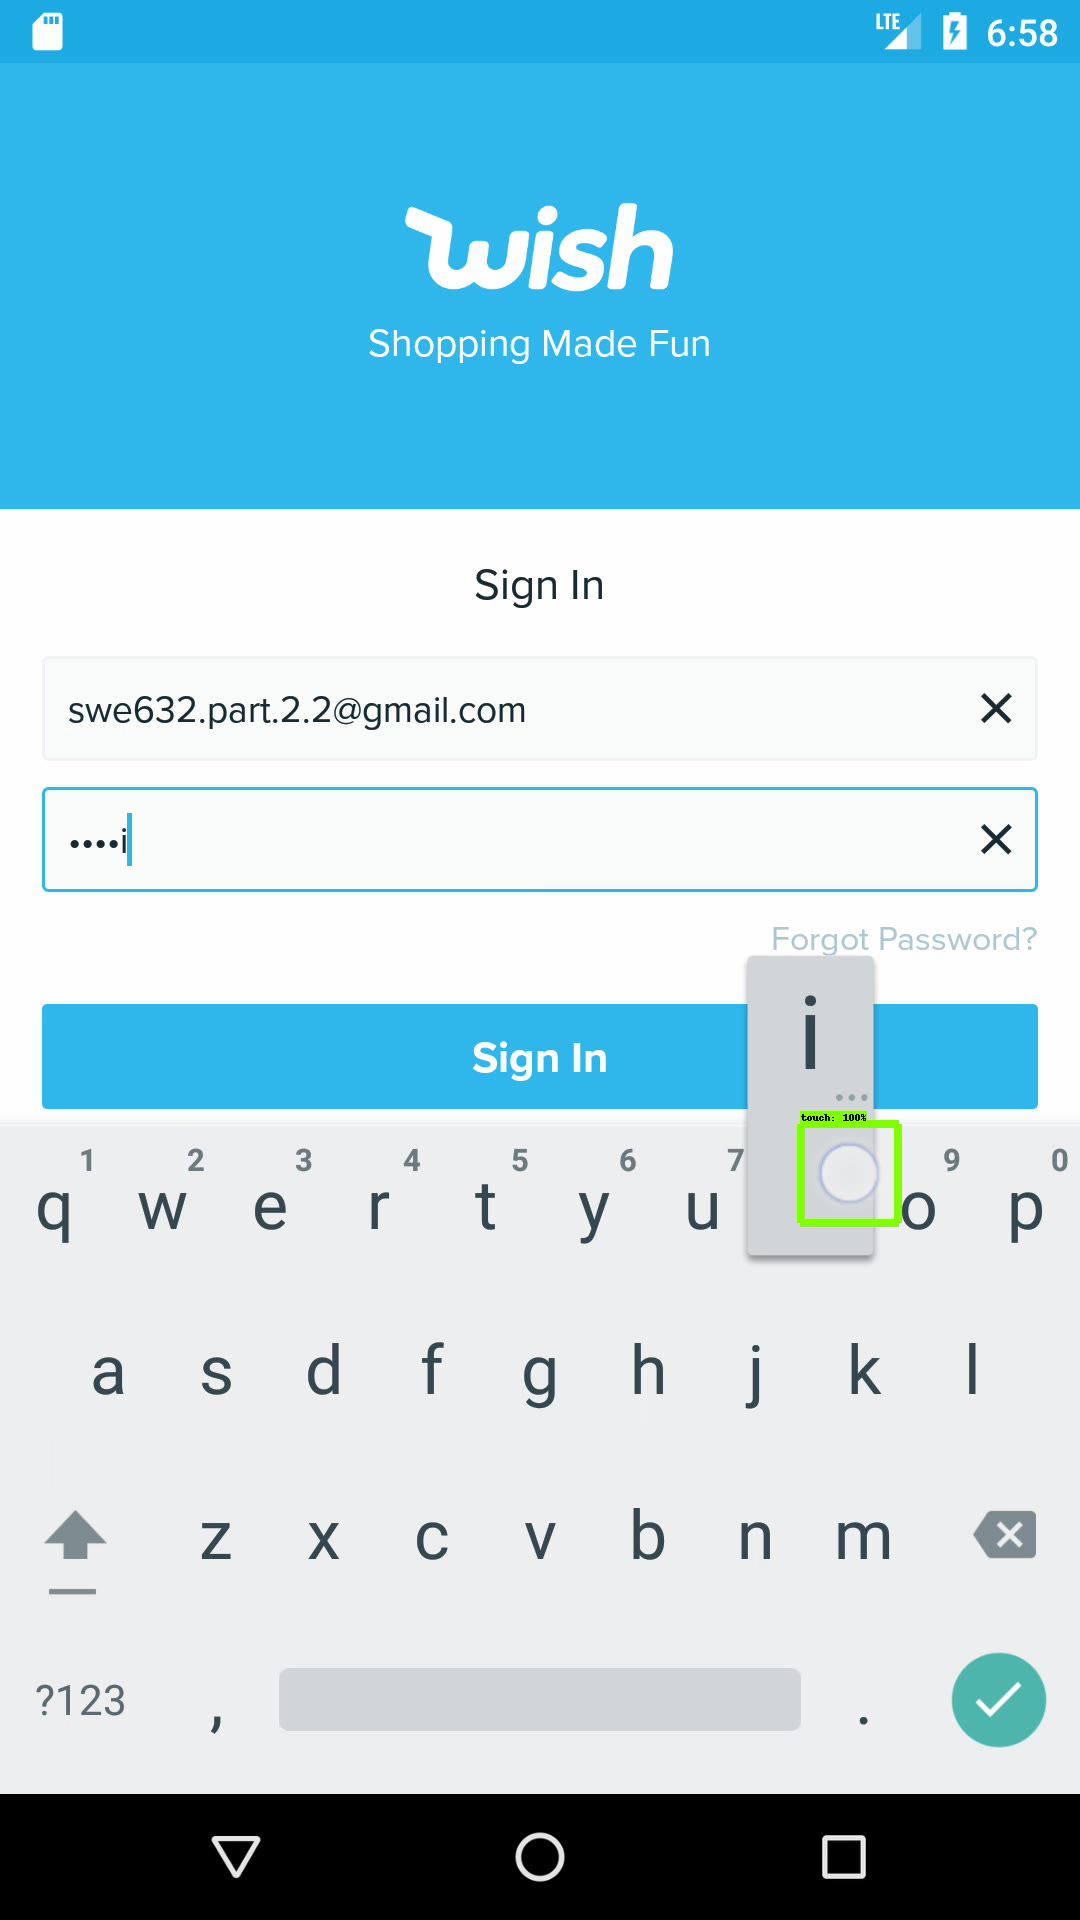 LTE 6:58
wish
Shopping Made Fun
Sign In
swe632.part.2.2@gmail.com
••••i
Forgot Password?
Sign In
i
touch: 100%
1 2 3 4 5 6 7 9 0
q w e r t y u o p
a s d f g h j k l
z x c v b n m
?123 , .